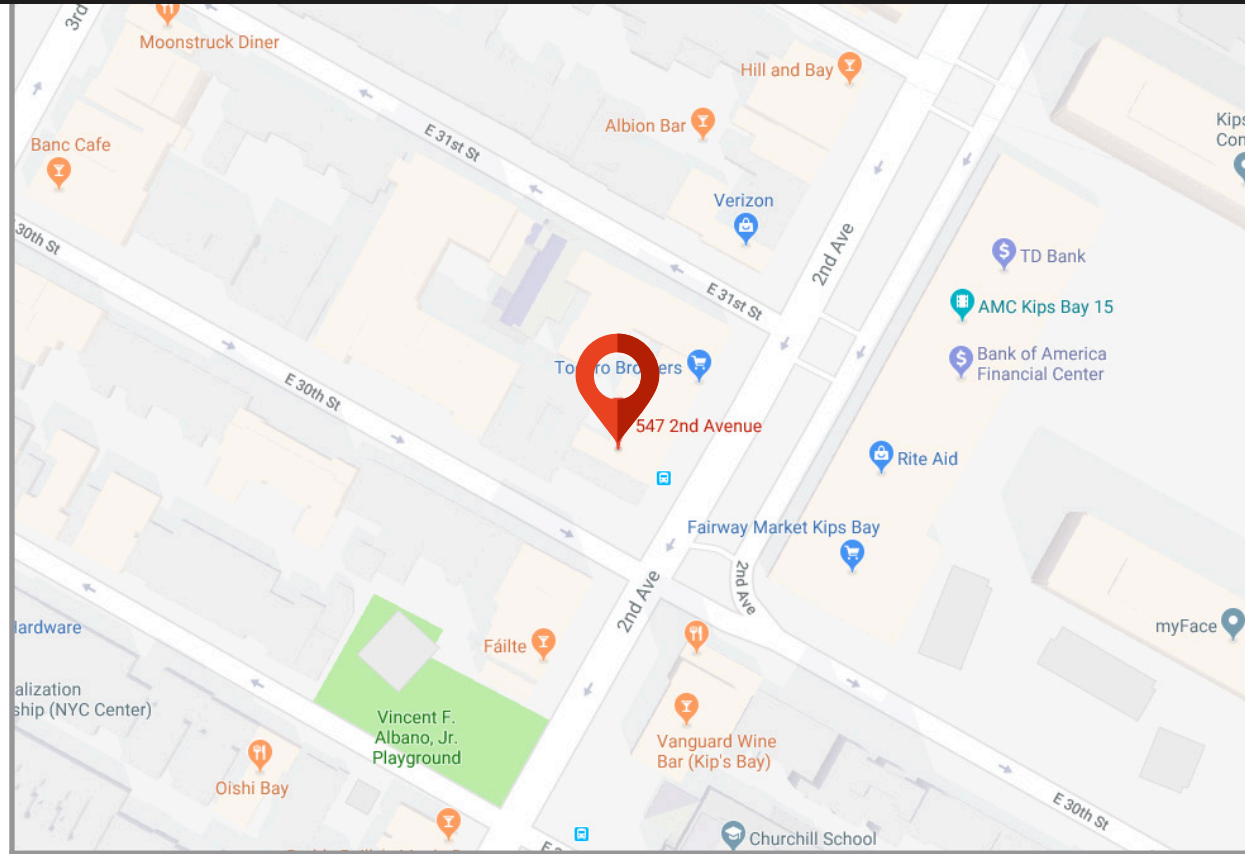 3rd
Moonstruck Diner
Hill and Bay
Albion Bar
Kips
Con
E 31st St
Banc Cafe
Verizon
30th St
2nd Ave
TD Bank
E 31st St
AMC Kips Bay 15
Bank of America
Financial Center
E 30th St
547 2nd Avenue
Rite Aid
Fairway Market Kips Bay
2nd Ave
2nd Ave
ardware
Fáilte
myFace
alization
ship (NYC Center)
Vincent F.
Albano, Jr.
Playground
Vanguard Wine
Bar (Kip's Bay)
Oishi Bay
E 30th St
Churchill School